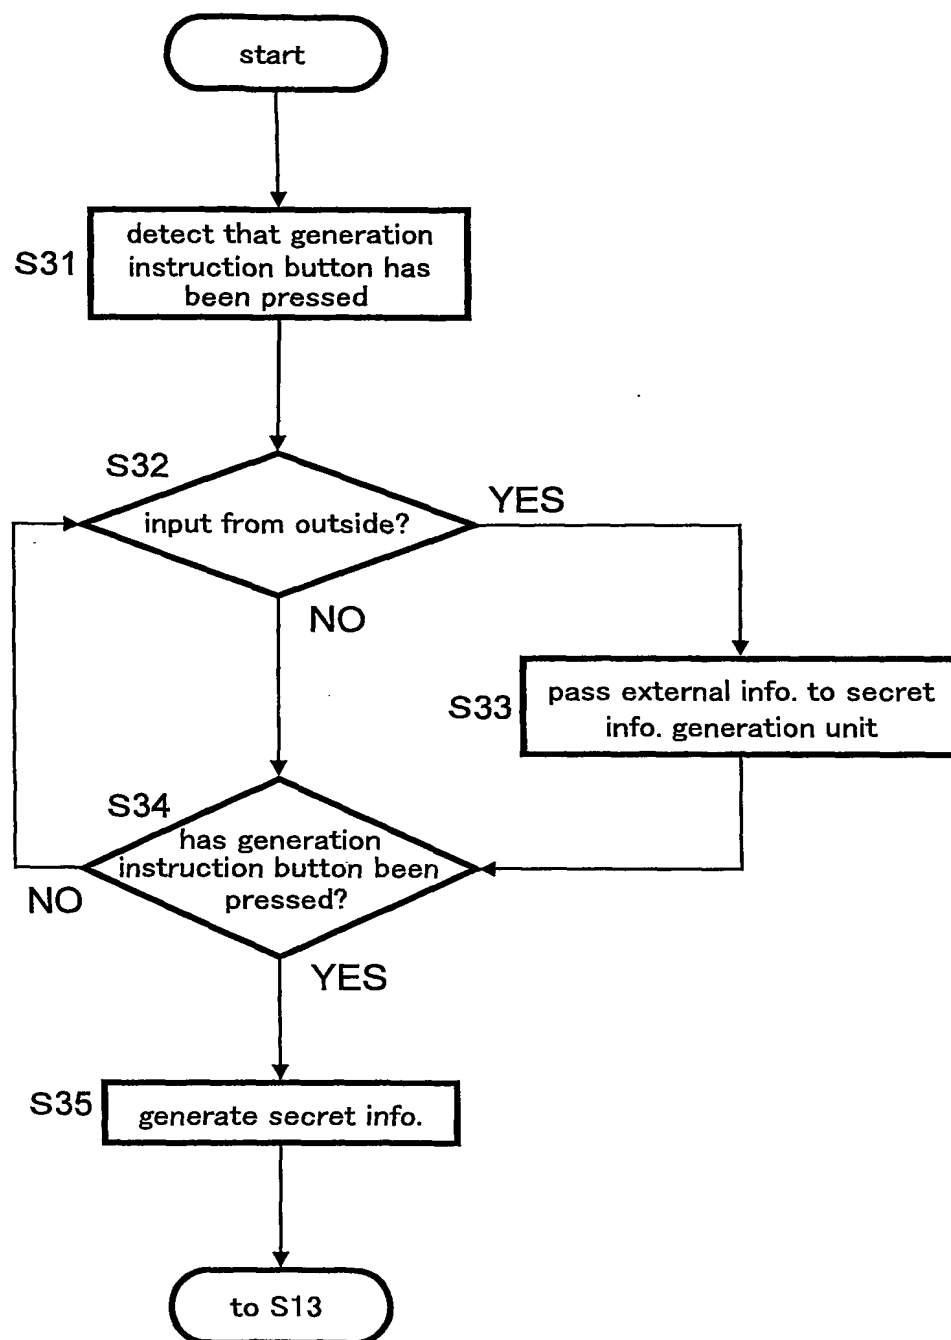 start
S31
detect that generation
instruction button has
been pressed
S32
input from outside?
YES
NO
S33
pass external info. to secret
info. generation unit
S34
has generation
instruction button been
pressed?
NO
YES
S35
generate secret info.
to S13